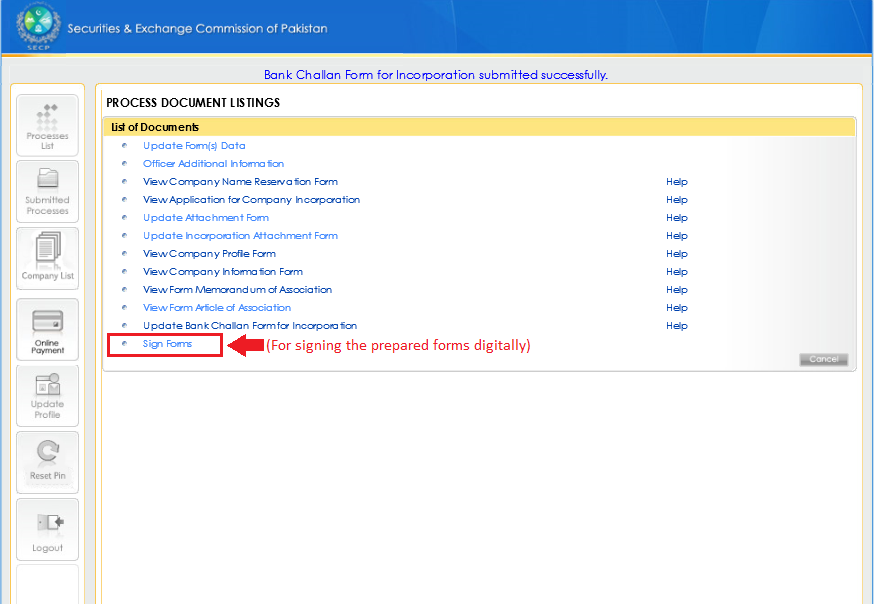 SECP
Securities & Exchange Commission of Pakistan
Bank Challan Form for Incorporation submitted successfully.
Processes
List
Submitted
Processes
Company List
Online
Payment
Update
Profile
Reset Pin
Logout
PROCESS DOCUMENT LISTINGS
List of Documents
Update Form(s) Data
Officer Additional Information
View Company Name Reservation Form Help
View Application for Company Incorporation Help
Update Attachment Form Help
Update Incorporation Attachment Form Help
View Company Profile Form Help
View Company Information Form Help
View Form Memorandum of Association Help
View Form Article of Association Help
Update Bank Challan Form for Incorporation Help
Sign Forms (For signing the prepared forms digitally)
Cancel